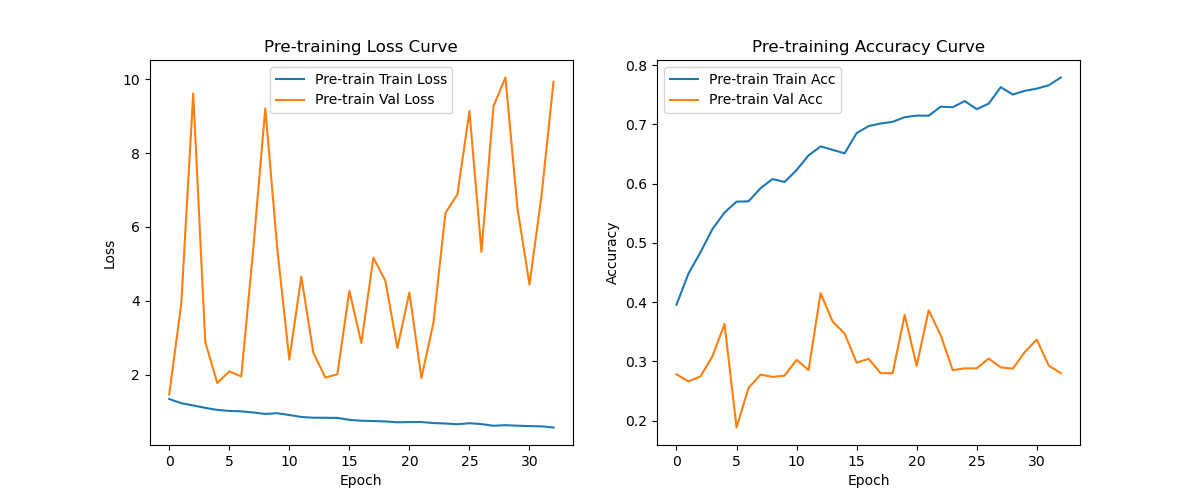 Pre-training Loss Curve
Pre-train Train Loss
Pre-train Val Loss
10
8
6
4
2
Loss
0 5 10 15 20 25 30
Epoch
Pre-training Accuracy Curve
Pre-train Train Acc
Pre-train Val Acc
0.8
0.7
0.6
0.5
0.4
0.3
0.2
Accuracy
0 5 10 15 20 25 30
Epoch